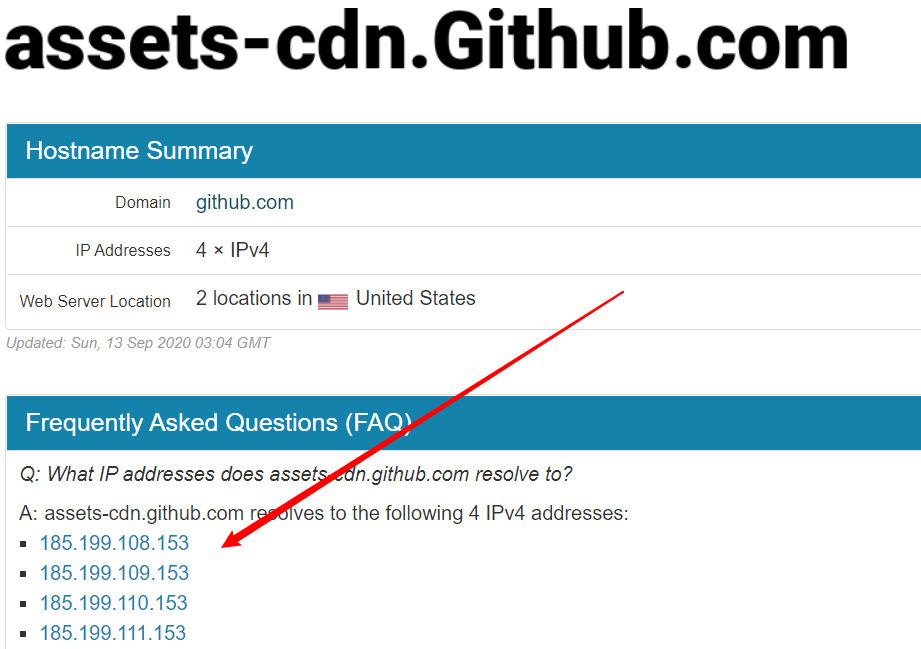 assets-cdn.Github.com
Hostname Summary
Domain github.com
IP Addresses 4 × IPv4
Web Server Location 2 locations in United States
Updated: Sun, 13 Sep 2020 03:04 GMT
Frequently Asked Questions (FAQ)
Q: What IP addresses does assets-cdn.github.com resolve to?
A: assets-cdn.github.com resolves to the following 4 IPv4 addresses:
▪ 185.199.108.153
▪ 185.199.109.153
▪ 185.199.110.153
▪ 185.199.111.153